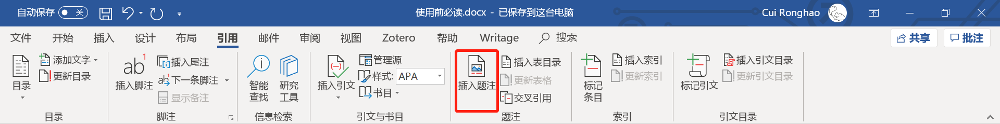 自动保存 关 使用前必读.docx - 已保存到这台电脑 Cui Ronghao
文件 开始 插入 设计 布局 引用 邮件 审阅 视图 Zotero 帮助 Writage 搜索 共享 批注
目录
添加文字
更新目录
目录
ab1
插入脚注
插入尾注
下一条脚注
显示备注
脚注
智能
查找
研究
工具
信息检索
插入引文
管理源
样式: APA
书目
引文与书目
插入题注
插入表目录
更新表格
交叉引用
题注
标记
条目
插入索引
更新索引
索引
标记引文
插入引文目录
更新引文目录
引文目录